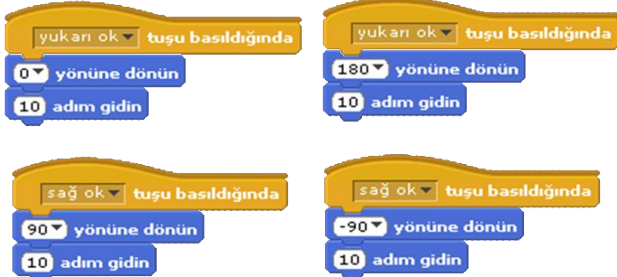 yukarı ok tuşu basıldığında
0 yönüne dönün
10 adım gidin
yukarı ok tuşu basıldığında
180 yönüne dönün
10 adım gidin
sağ ok tuşu basıldığında
90 yönüne dönün
10 adım gidin
sağ ok tuşu basıldığında
-90 yönüne dönün
10 adım gidin